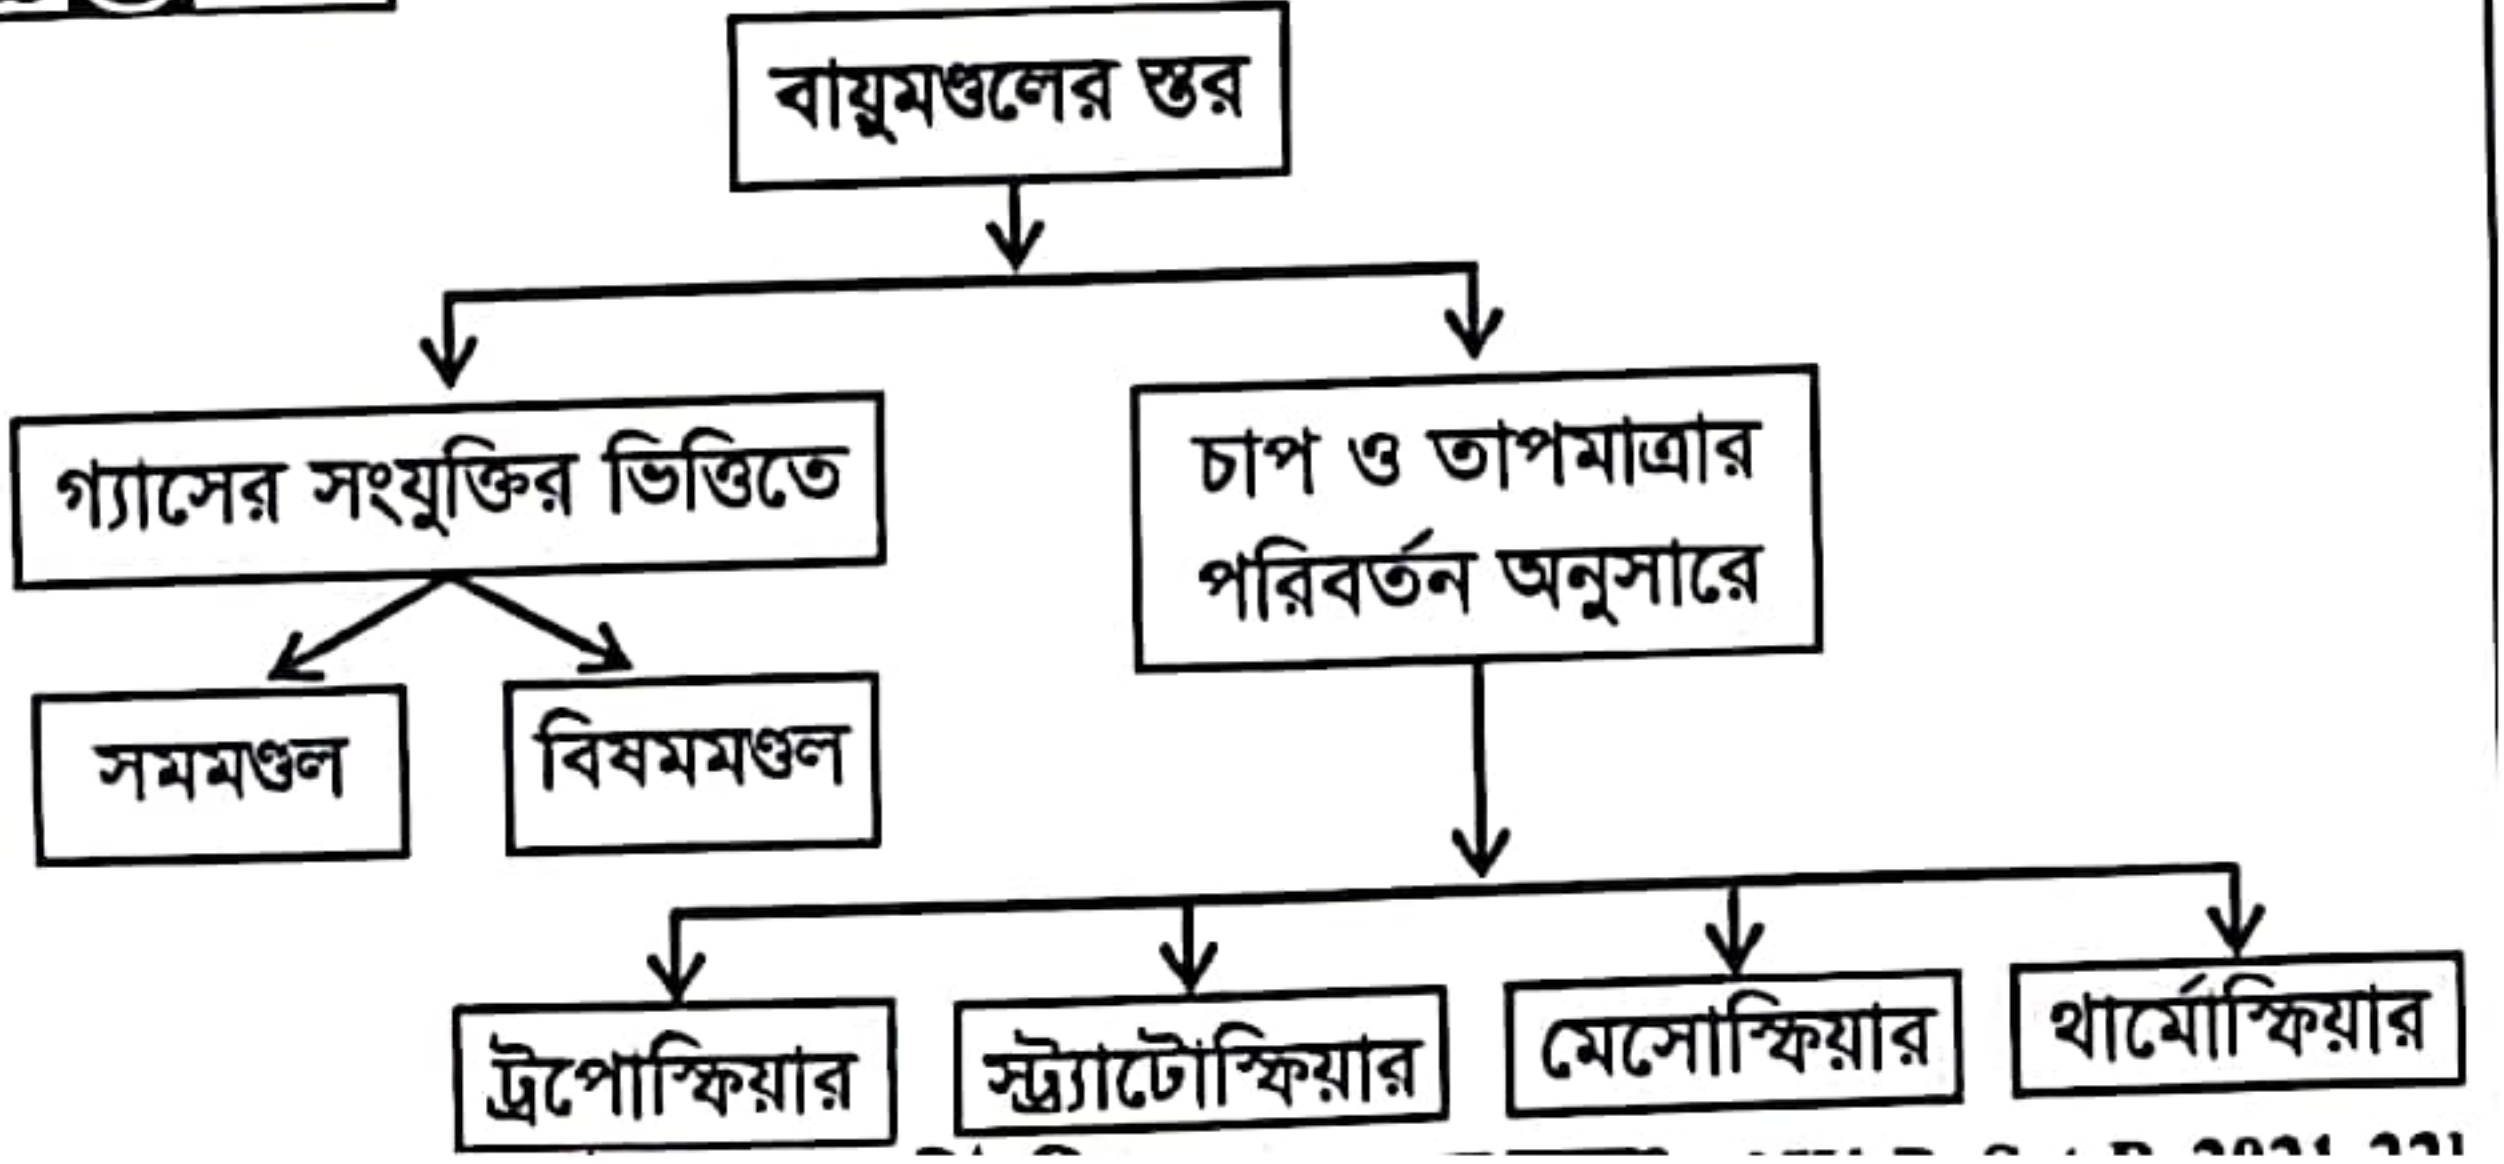 বায়ুমণ্ডলের স্তর
গ্যাসের সংযুক্তির ভিত্তিতে
চাপ ও তাপমাত্রার
পরিবর্তন অনুসারে
সমমণ্ডল
বিষমমণ্ডল
ট্রপোস্ফিয়ার
স্ট্র্যাটোস্ফিয়ার
মেসোস্ফিয়ার
থার্মোস্ফিয়ার